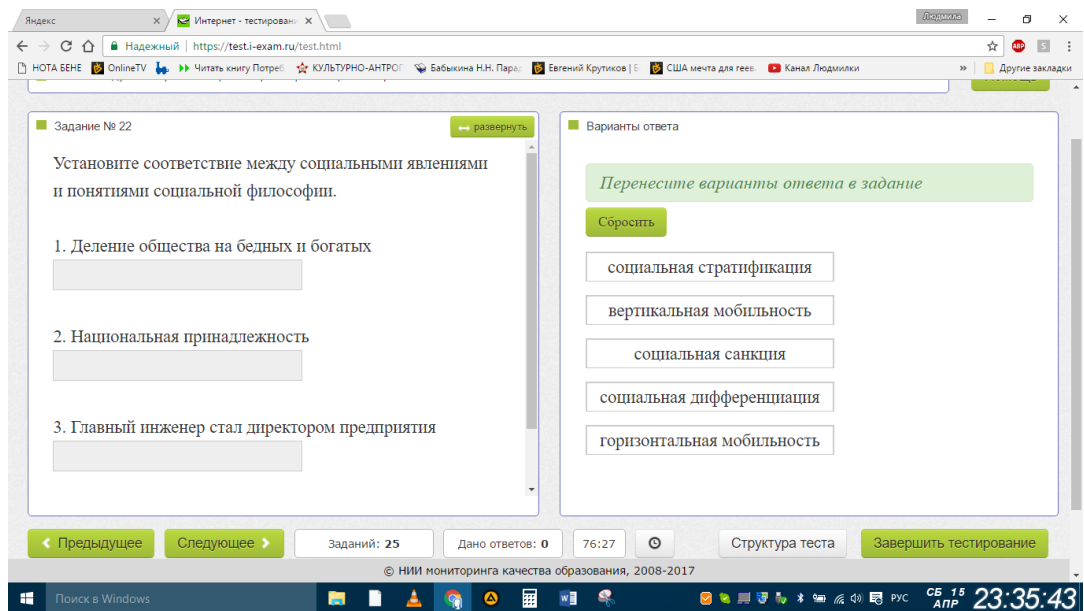 Яндекс
Интернет - тестировани
Людмила
Надежный | https://test.i-exam.ru/test.html
ABP
S
НОТА БЕНЕ OnlineTV Читать книгу Потреб КУЛЬТУРНО-АНТРОП Бабыкина Н.Н. Парад Евгений Крутиков | Б США мечта для геев. Канал Людмилки » Другие закладки
Задание № 22
развернуть
Установите соответствие между социальными явлениями
и понятиями социальной философии.
1. Деление общества на бедных и богатых
2. Национальная принадлежность
3. Главный инженер стал директором предприятия
Варианты ответа
Перенесите варианты ответа в задание
Сбросить
социальная стратификация
вертикальная мобильность
социальная санкция
социальная дифференциация
горизонтальная мобильность
Предыдущее
Следующее
Заданий: 25
Дано ответов: 0
76:27
Структура теста
Завершить тестирование
© НИИ мониторинга качества образования, 2008-2017
Поиск в Windows
РУС
СБ 15
АПР
23:35:43